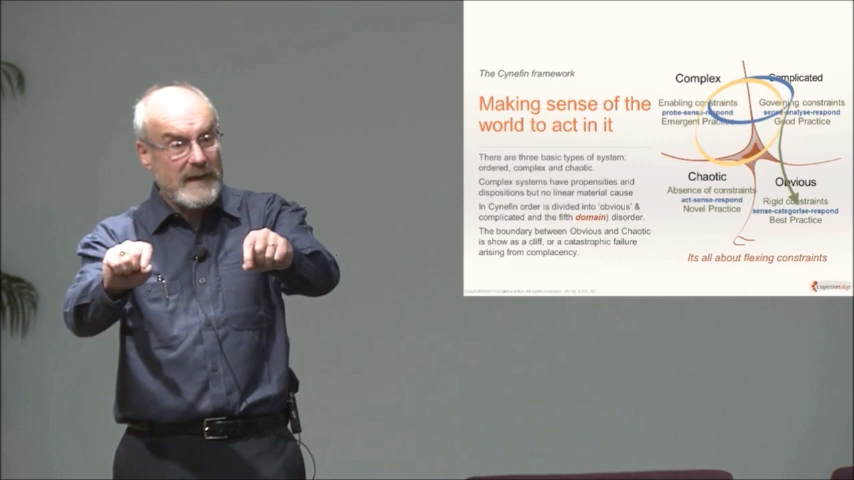 The Cynefin framework
Making sense of the
world to act in it
There are three basic types of system:
ordered, complex and chaotic.
Complex systems have propensities and
dispositions but no linear material cause
In Cynefin order is divided into 'obvious' &
complicated and the fifth domain) disorder.
The boundary between Obvious and Chaotic
is show as a cliff, or a catastrophic failure
arising from complacency.
Complex
Enabling constraints
probe-sense-respond
Emergent Practice
Complicated
Governing constraints
sense-analyse-respond
Good Practice
Chaotic
Absence of constraints
act-sense-respond
Novel Practice
Obvious
Rigid constraints
sense-categorise-respond
Best Practice
Its all about flexing constraints